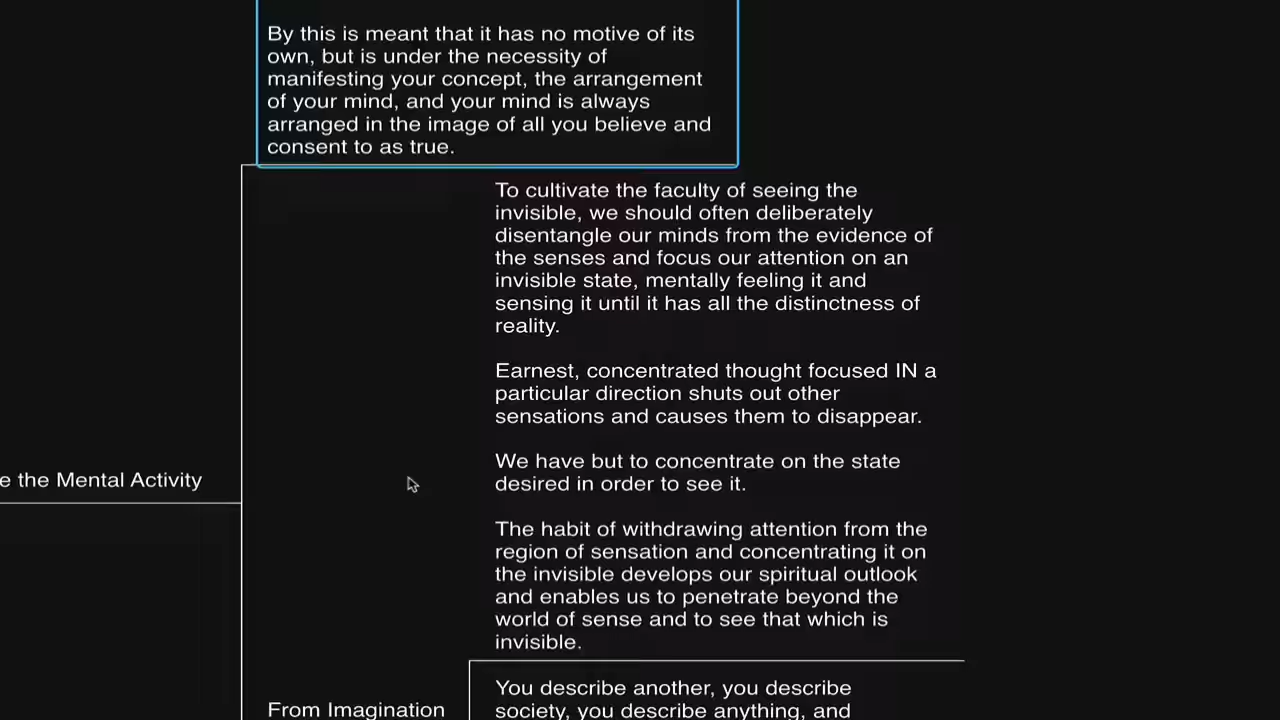 By this is meant that it has no motive of its
own, but is under the necessity of
manifesting your concept, the arrangement
of your mind, and your mind is always
arranged in the image of all you believe and
consent to as true.
To cultivate the faculty of seeing the
invisible, we should often deliberately
disentangle our minds from the evidence of
the senses and focus our attention on an
invisible state, mentally feeling it and
sensing it until it has all the distinctness of
reality.
Earnest, concentrated thought focused IN a
particular direction shuts out other
sensations and causes them to disappear.
We have but to concentrate on the state
desired in order to see it.
The habit of withdrawing attention from the
region of sensation and concentrating it on
the invisible develops our spiritual outlook
and enables us to penetrate beyond the
world of sense and to see that which is
invisible.
e the Mental Activity
From Imagination
You describe another, you describe
society, you describe anything, and